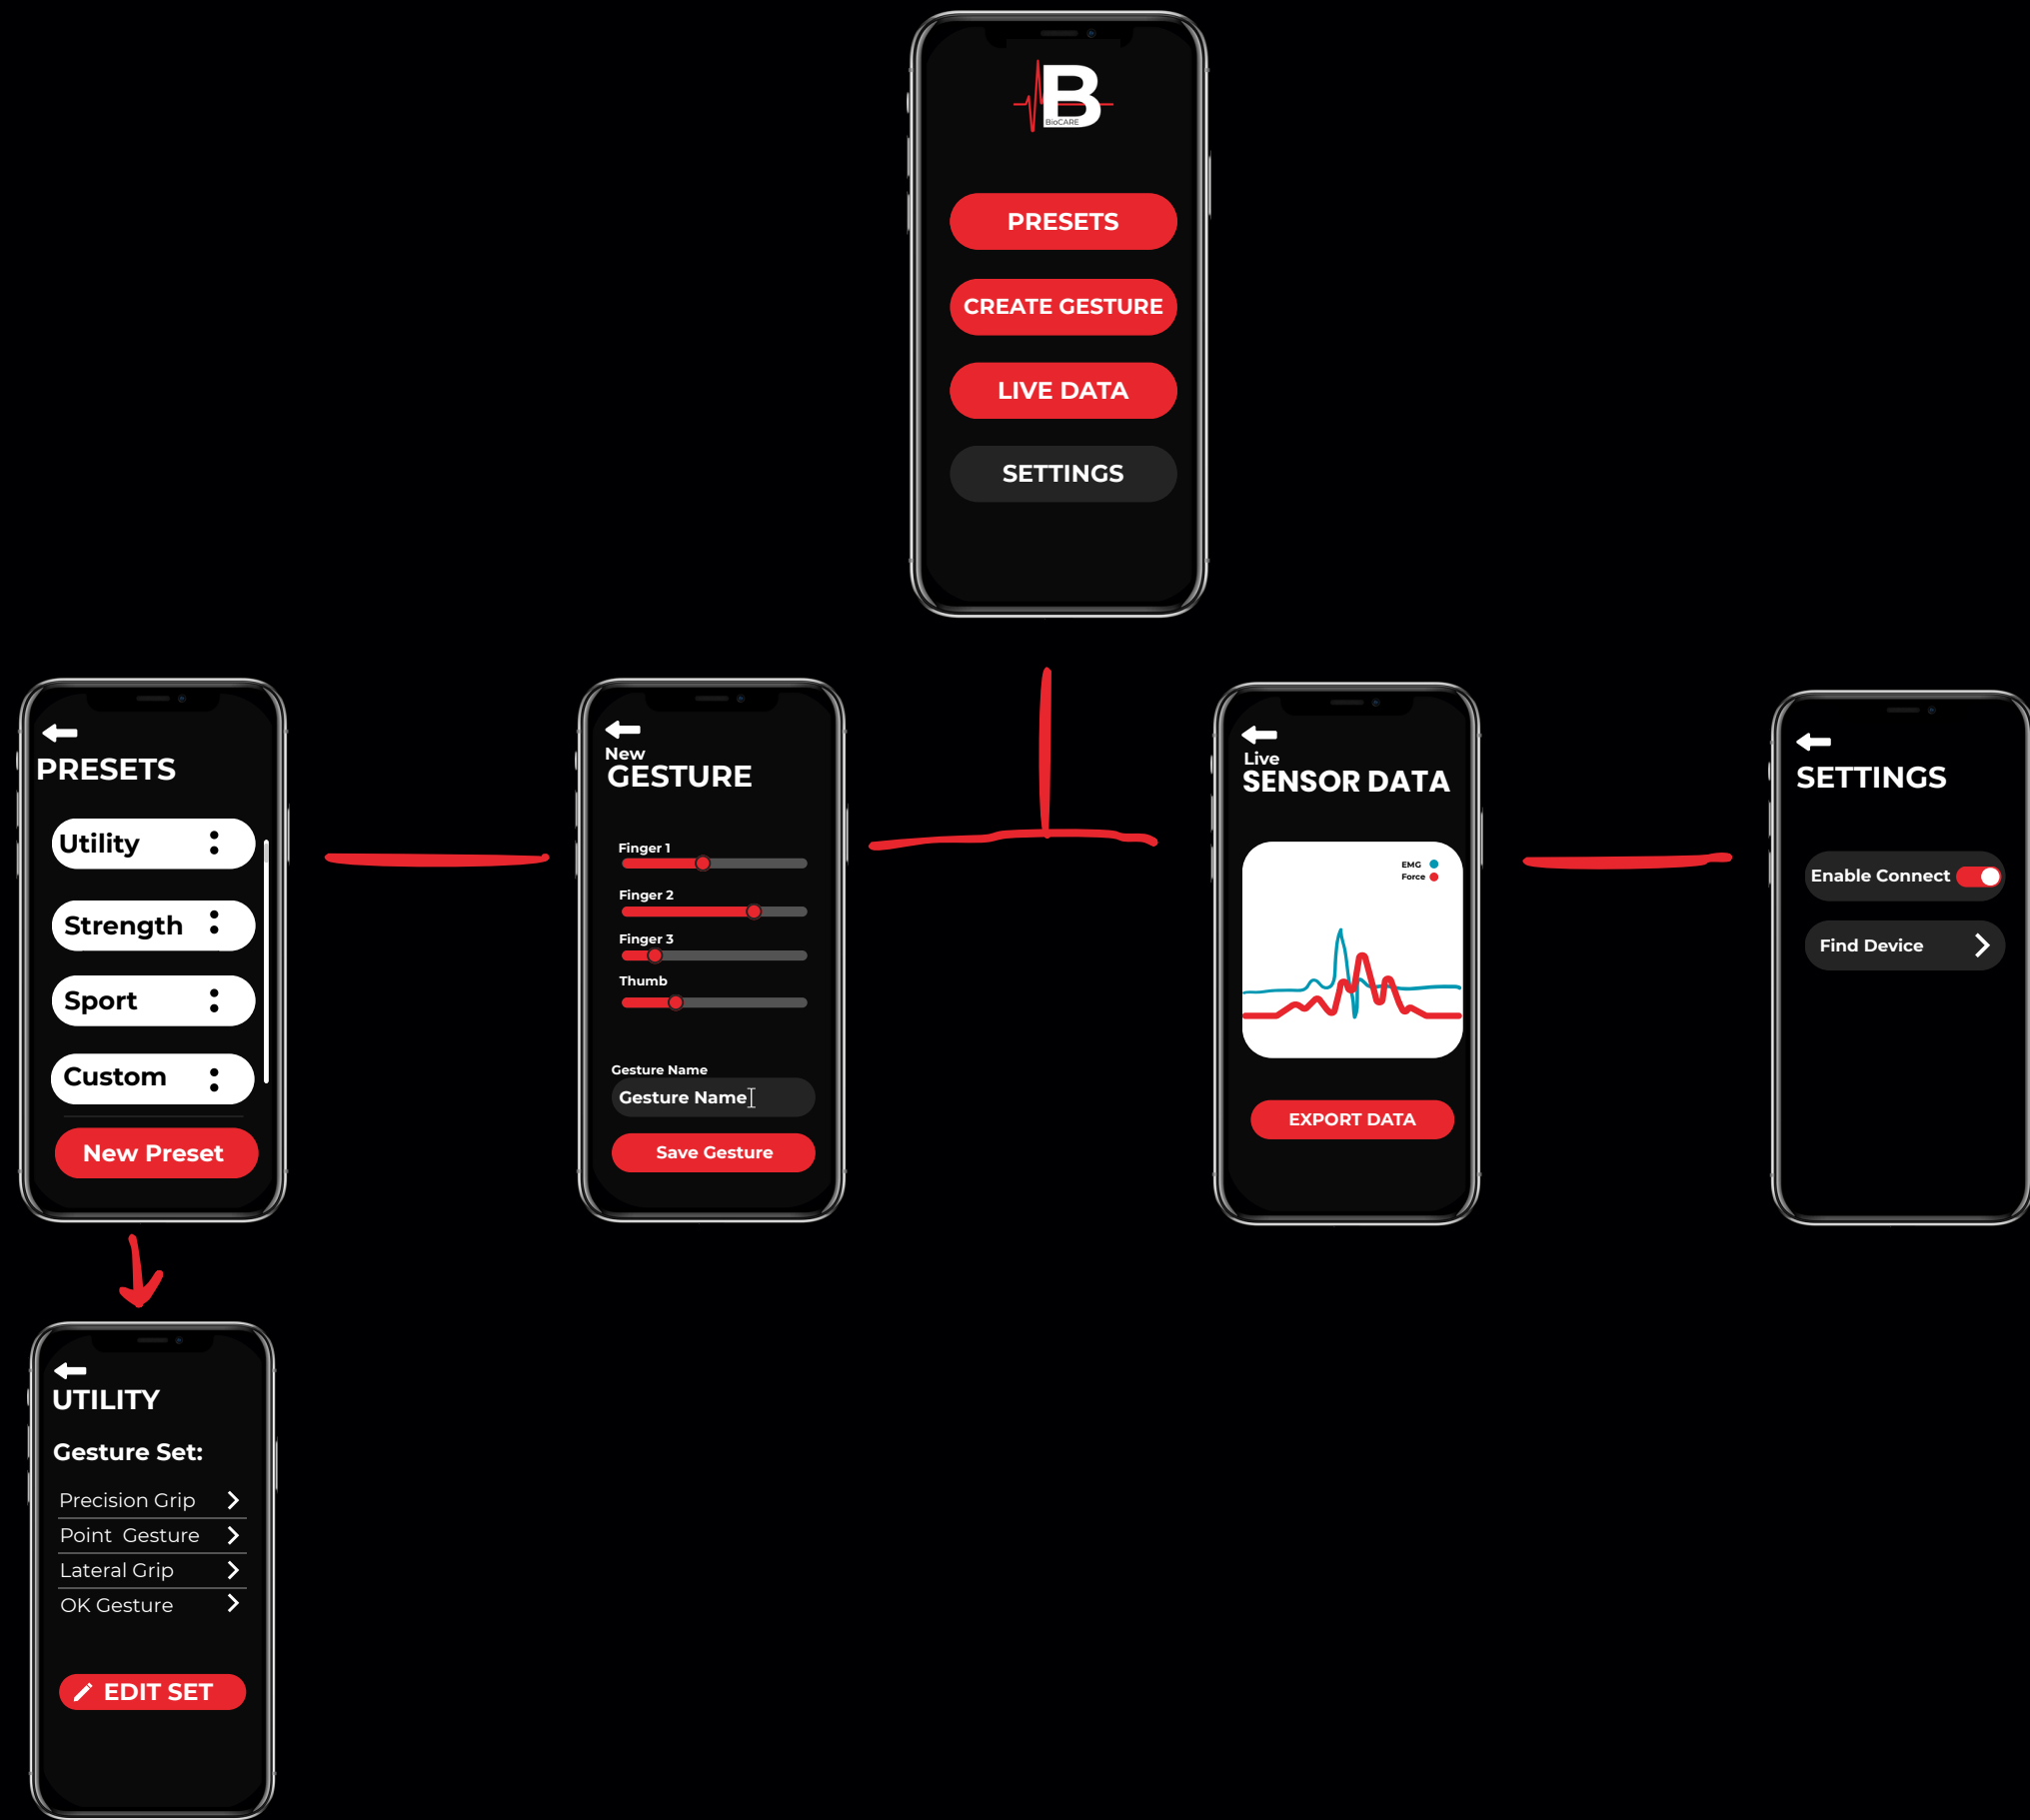 B
BioCARE
PRESETS
CREATE GESTURE
LIVE DATA
SETTINGS
PRESETS
Utility
Strength
Sport
Custom
New Preset
New
GESTURE
Finger 1
Finger 2
Finger 3
Thumb
Gesture Name
Gesture Name
Save Gesture
Live
SENSOR DATA
EMG
Force
EXPORT DATA
SETTINGS
Enable Connect
Find Device
UTILITY
Gesture Set:
Precision Grip
Point Gesture
Lateral Grip
OK Gesture
EDIT SET